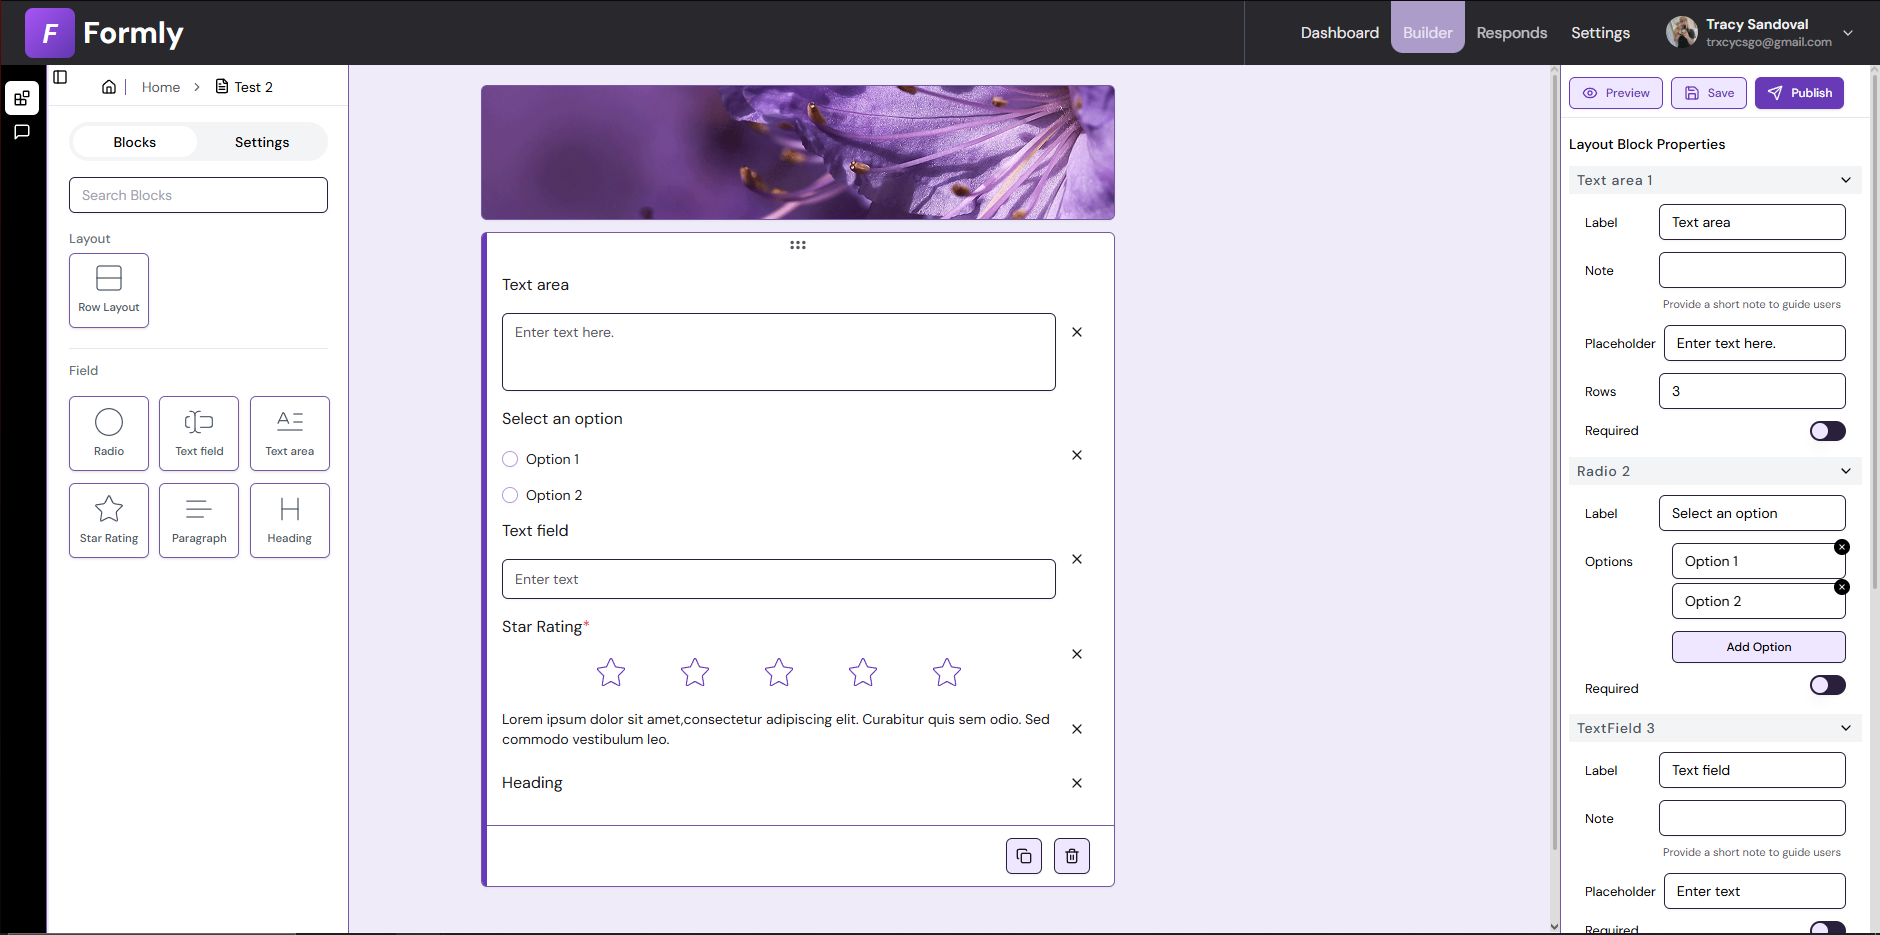 F Formly
Dashboard
Builder
Responds
Settings
Tracy Sandoval
trxcycsgo@gmail.com
Home
Test 2
Blocks
Settings
Search Blocks
Layout
Row Layout
Field
Radio
Text field
Text area
Star Rating
Paragraph
Heading
Text area
Enter text here.
Select an option
Option 1
Option 2
Text field
Enter text
Star Rating*
Lorem ipsum dolor sit amet,consectetur adipiscing elit. Curabitur quis sem odio. Sed
commodo vestibulum leo.
Heading
Preview
Save
Publish
Layout Block Properties
Text area 1
Label
Text area
Note
Provide a short note to guide users
Placeholder
Enter text here.
Rows
3
Required
Radio 2
Label
Select an option
Options
Option 1
Option 2
Add Option
Required
TextField 3
Label
Text field
Note
Provide a short note to guide users
Placeholder
Enter text
Required